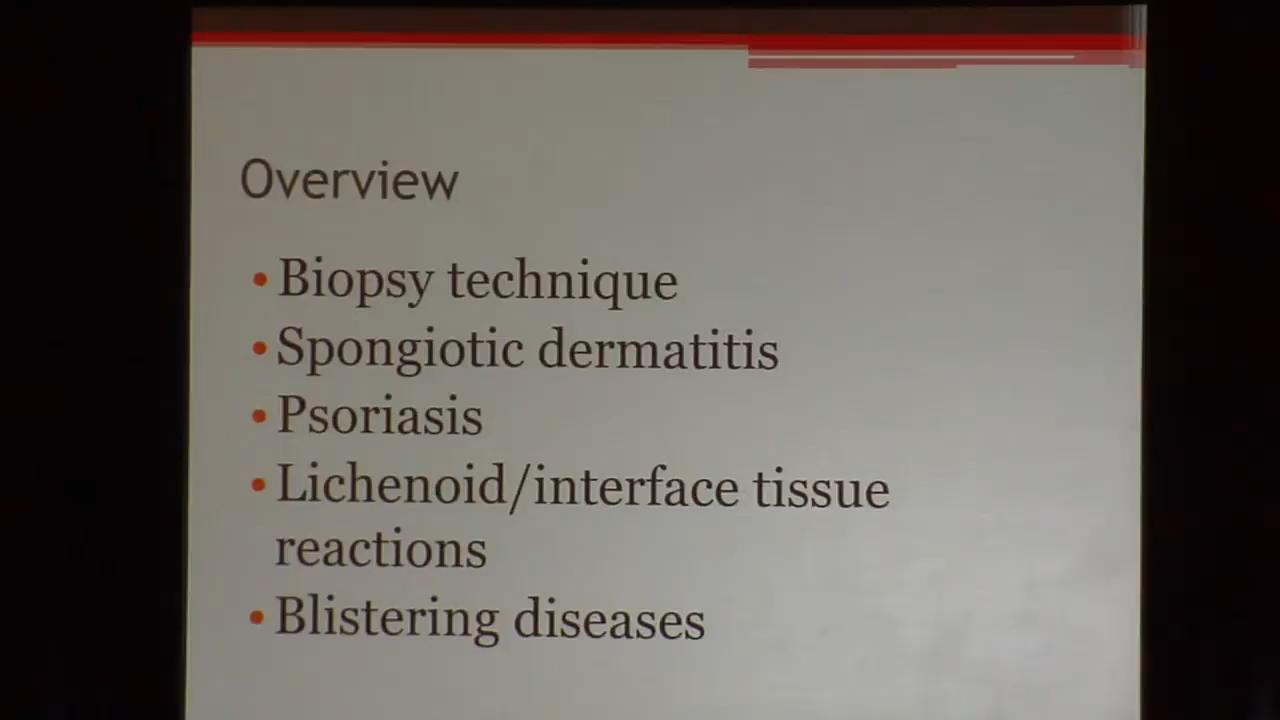 Overview
• Biopsy technique
• Spongiotic dermatitis
• Psoriasis
• Lichenoid/interface tissue
reactions
• Blistering diseases